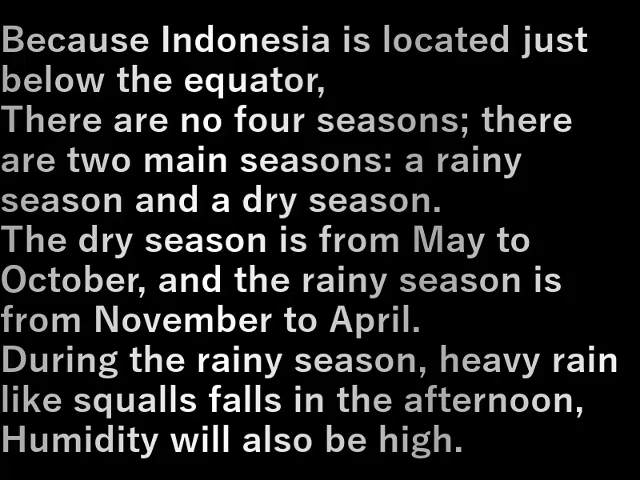 Because Indonesia is located just
below the equator,
There are no four seasons; there
are two main seasons: a rainy
season and a dry season.
The dry season is from May to
October, and the rainy season is
from November to April.
During the rainy season, heavy rain
like squalls falls in the afternoon,
Humidity will also be high.